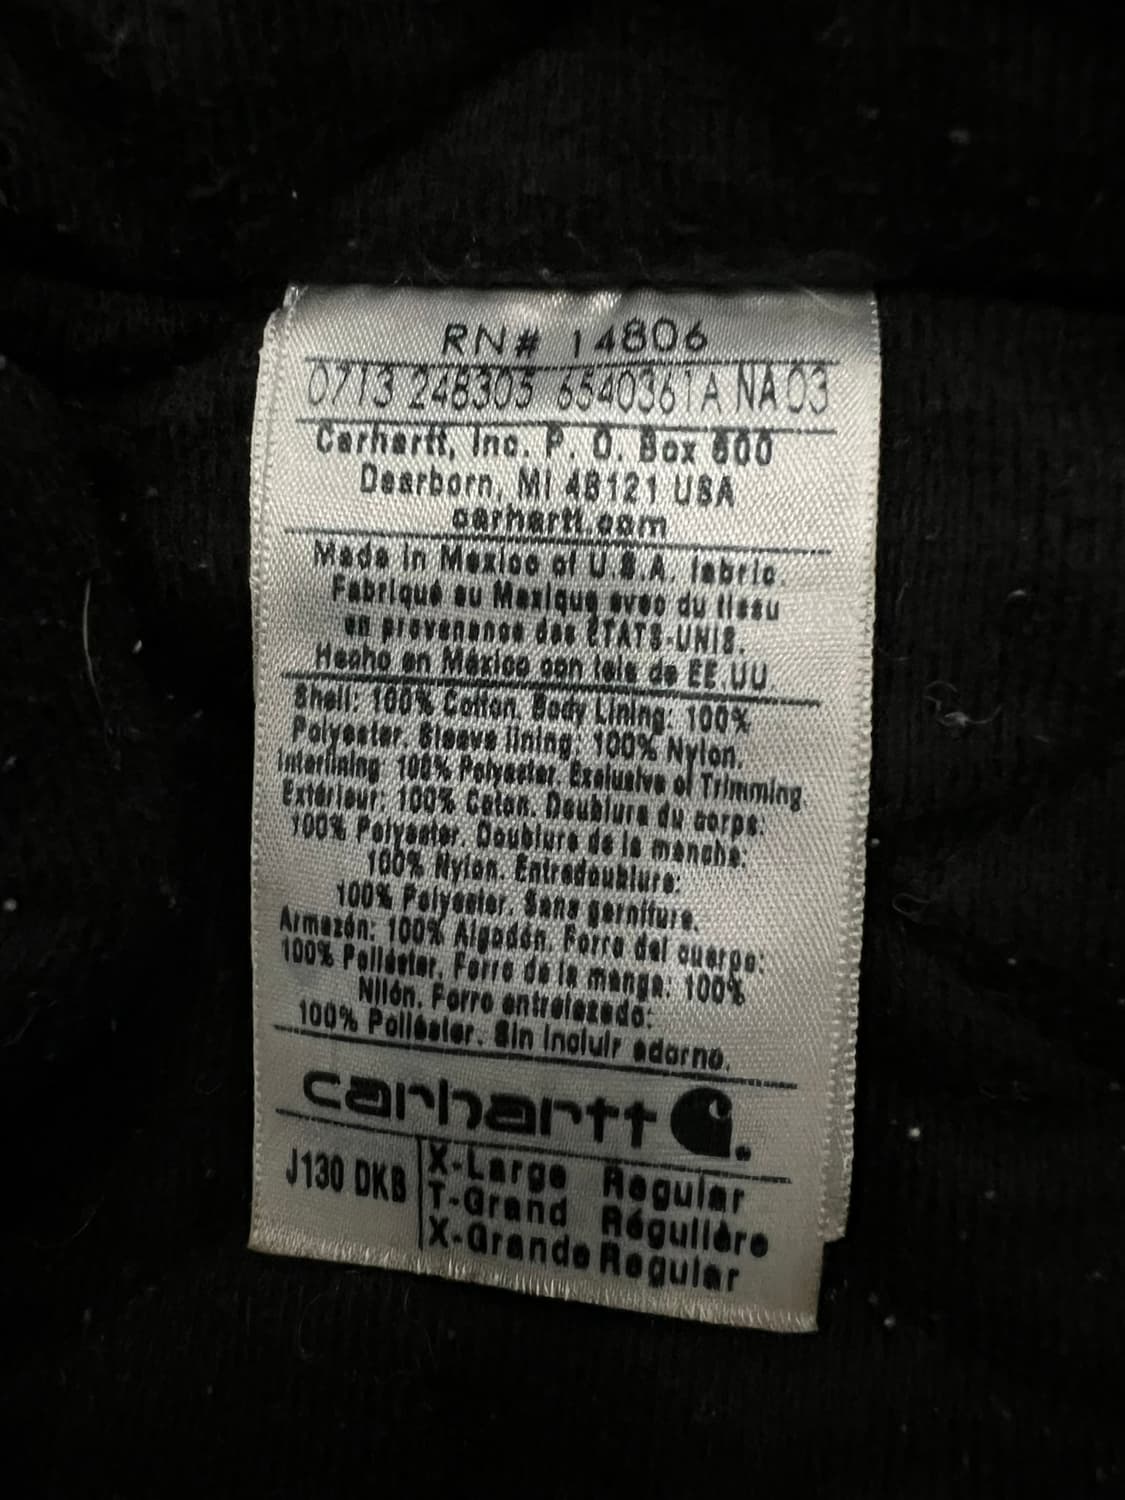 RN# 14806
0713 248305 6540361A NA03
Carhartt, Inc. P. O. Box 600
Dearborn, MI 48121 USA
carhartt.com
Made in Mexico of U.S.A. fabric.
Fabriqué au Mexique avec du tissu
en provenance des ÉTATS-UNIS.
Hecho en México con tela de EE.UU.
Shell: 100% Cotton. Body Lining: 100%
Polyester. Sleeve lining: 100% Nylon.
Interlining 100% Polyester. Exclusive of Trimming
Extérieur: 100% Coton. Doublure du corps:
100% Polyester. Doublure de la manche:
100% Nylon. Entredoublure:
100% Polyester. Sans garniture.
Armazón: 100% Algodón. Forro del cuerpo:
100% Poliéster. Forro de la manga: 100%
Nilón. Forro entrelazado:
100% Poliéster. Sin incluir adorno.
carhartt
J130 DKB
X-Large Regular
T-Grand Régulière
X-Grande Regular